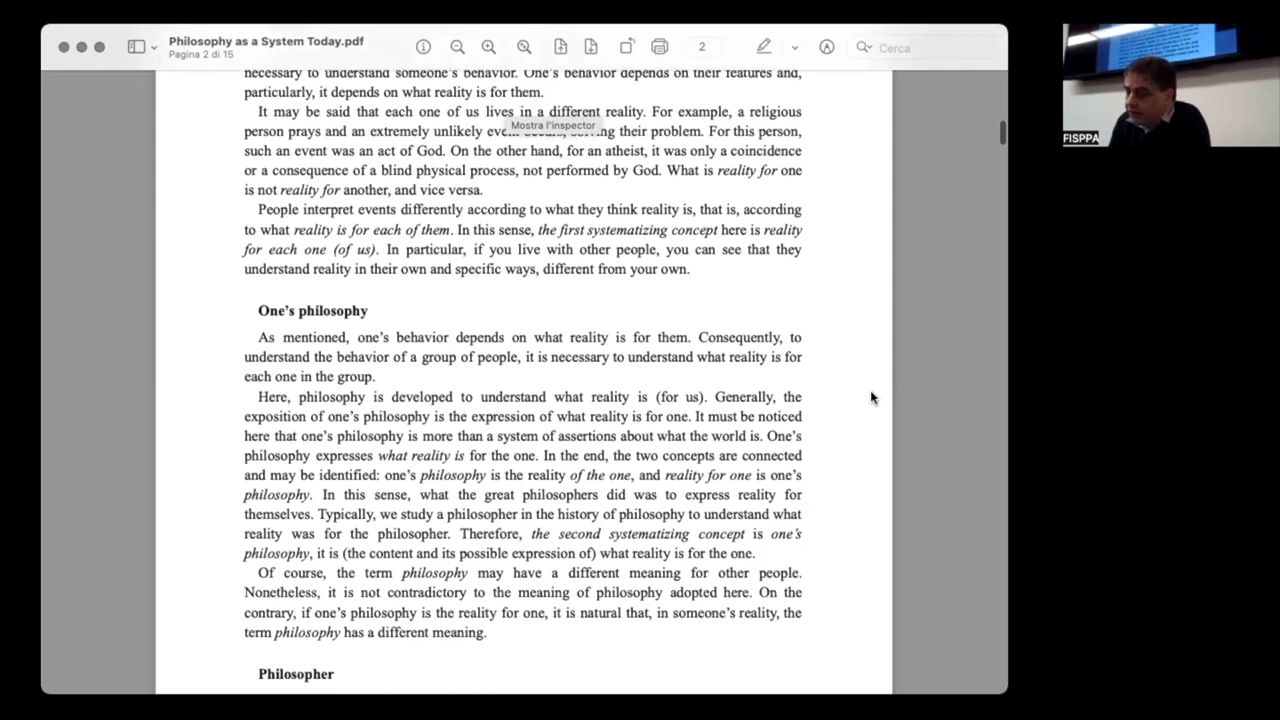 Philosophy as a System Today.pdf
Pagina 2 di 15
2
Cerca
necessary to understand someone's behavior. One's behavior depends on their features and,
particularly, it depends on what reality is for them.
It may be said that each one of us lives in a different reality. For example, a religious
person prays and an extremely unlikely their problem. For this person,
Mostra l'inspector
such an event was an act of God. On the other hand, for an atheist, it was only a coincidence
or a consequence of a blind physical process, not performed by God. What is reality for one
is not reality for another, and vice versa.
People interpret events differently according to what they think reality is, that is, according
to what reality is for each of them. In this sense, the first systematizing concept here is reality
for each one (of us). In particular, if you live with other people, you can see that they
understand reality in their own and specific ways, different from your own.
One's philosophy
As mentioned, one's behavior depends on what reality is for them. Consequently, to
understand the behavior of a group of people, it is necessary to understand what reality is for
each one in the group.
Here, philosophy is developed to understand what reality is (for us). Generally, the
exposition of one's philosophy is the expression of what reality is for one. It must be noticed
here that one's philosophy is more than a system of assertions about what the world is. One's
philosophy expresses what reality is for the one. In the end, the two concepts are connected
and may be identified: one's philosophy is the reality of the one, and reality for one is one's
philosophy. In this sense, what the great philosophers did was to express reality for
themselves. Typically, we study a philosopher in the history of philosophy to understand what
reality was for the philosopher. Therefore, the second systematizing concept is one's
philosophy, it is (the content and its possible expression of) what reality is for the one.
Of course, the term philosophy may have a different meaning for other people.
Nonetheless, it is not contradictory to the meaning of philosophy adopted here. On the
contrary, if one's philosophy is the reality for one, it is natural that, in someone's reality, the
term philosophy has a different meaning.
Philosopher
FISPPA